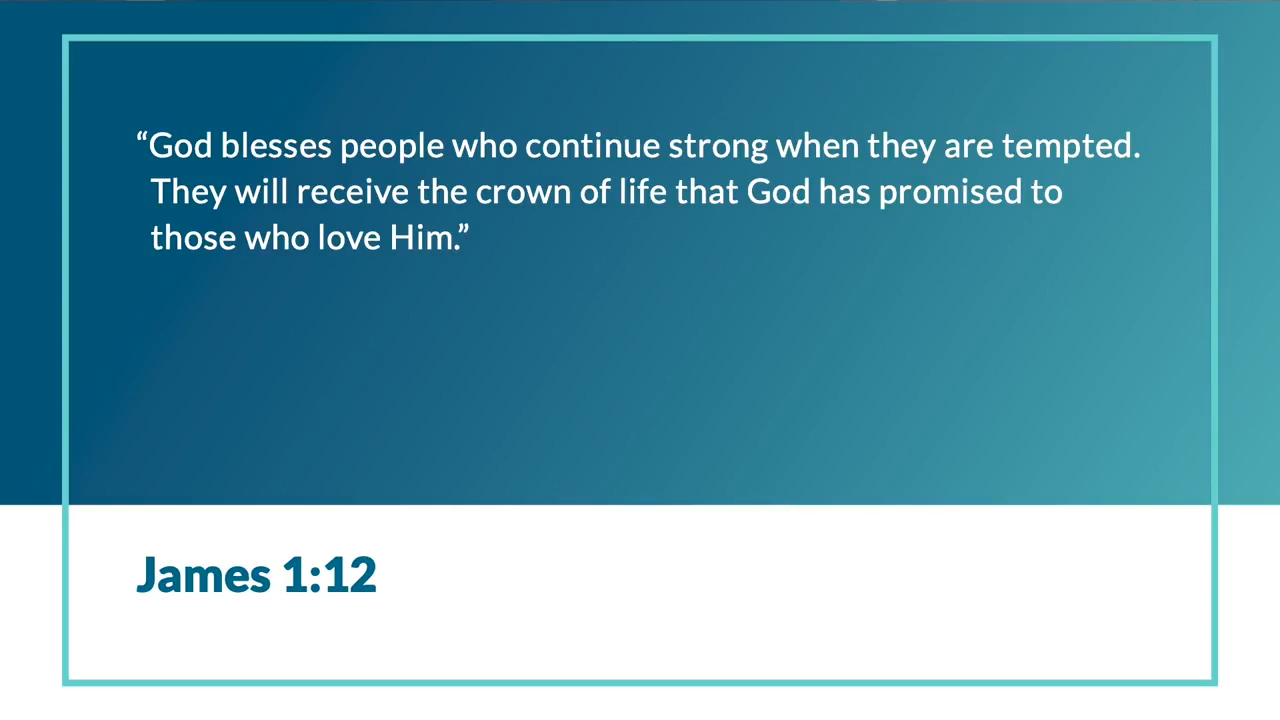 “God blesses people who continue strong when they are tempted.
They will receive the crown of life that God has promised to
those who love Him.”
James 1:12